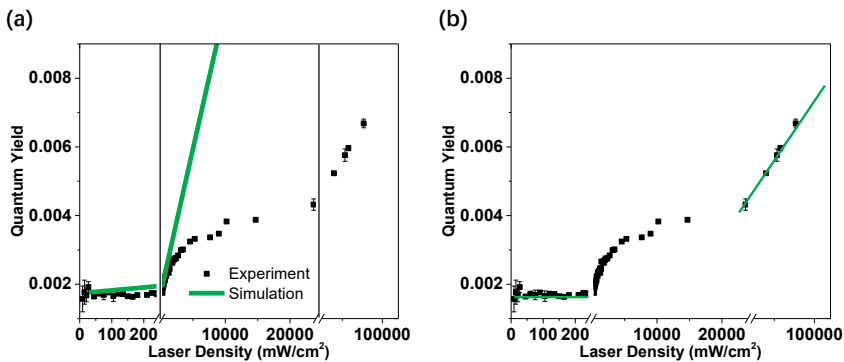 (a)
(b)
0.008
0.006
0.004
0.002
Quantum Yield
Experiment
Simulation
0 100 200 10000 20000 100000
Laser Density (mW/cm²)
0.008
0.006
0.004
0.002
Quantum Yield
0 100 200 10000 20000 100000
Laser Density (mW/cm²)